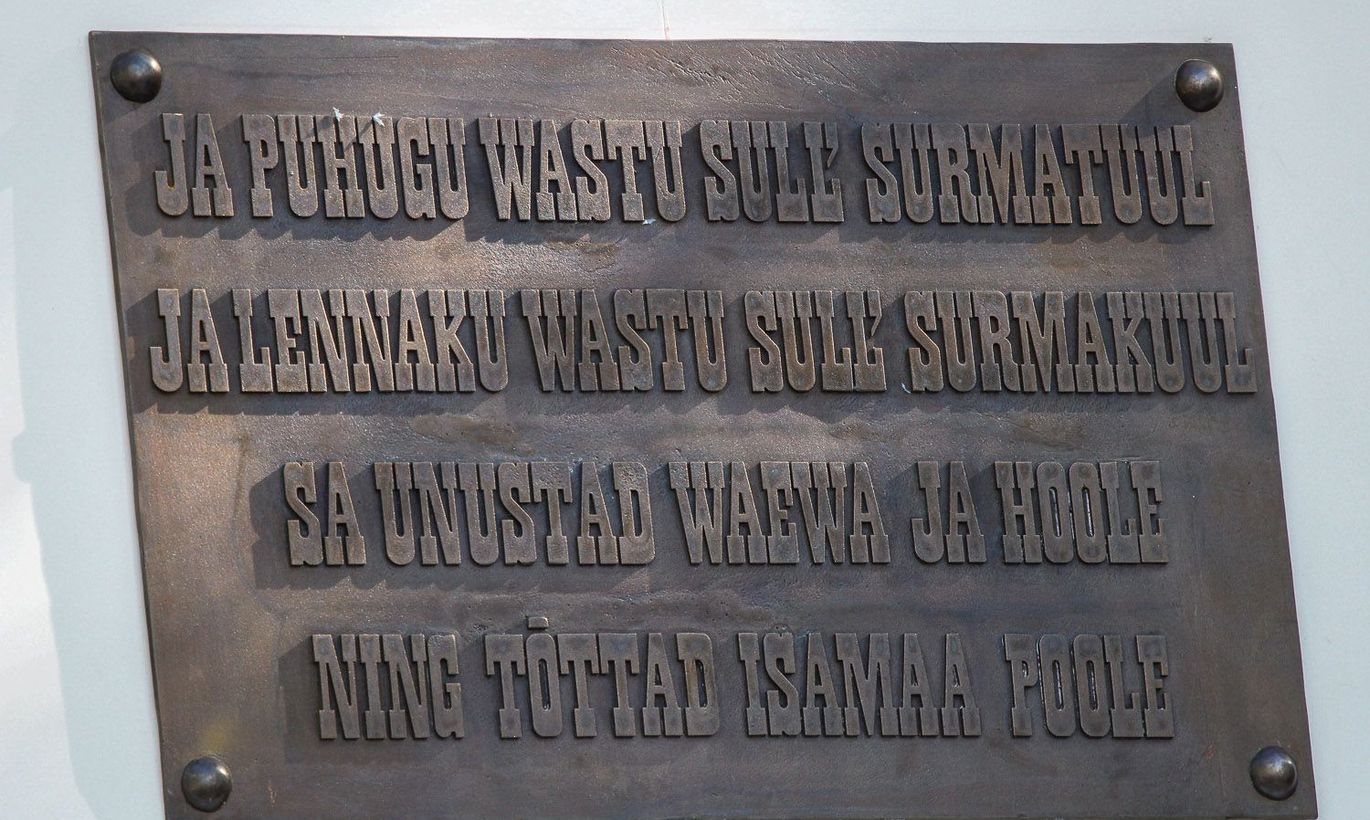 JA PUHUGU WASTU SULL' SURMATUUL
JA LENNAKU WASTU SULL' SURMAKUUL
SA UNUSTAD WAEWA JA HOOLE
NING TÕTTAD ISAMAA POOLE